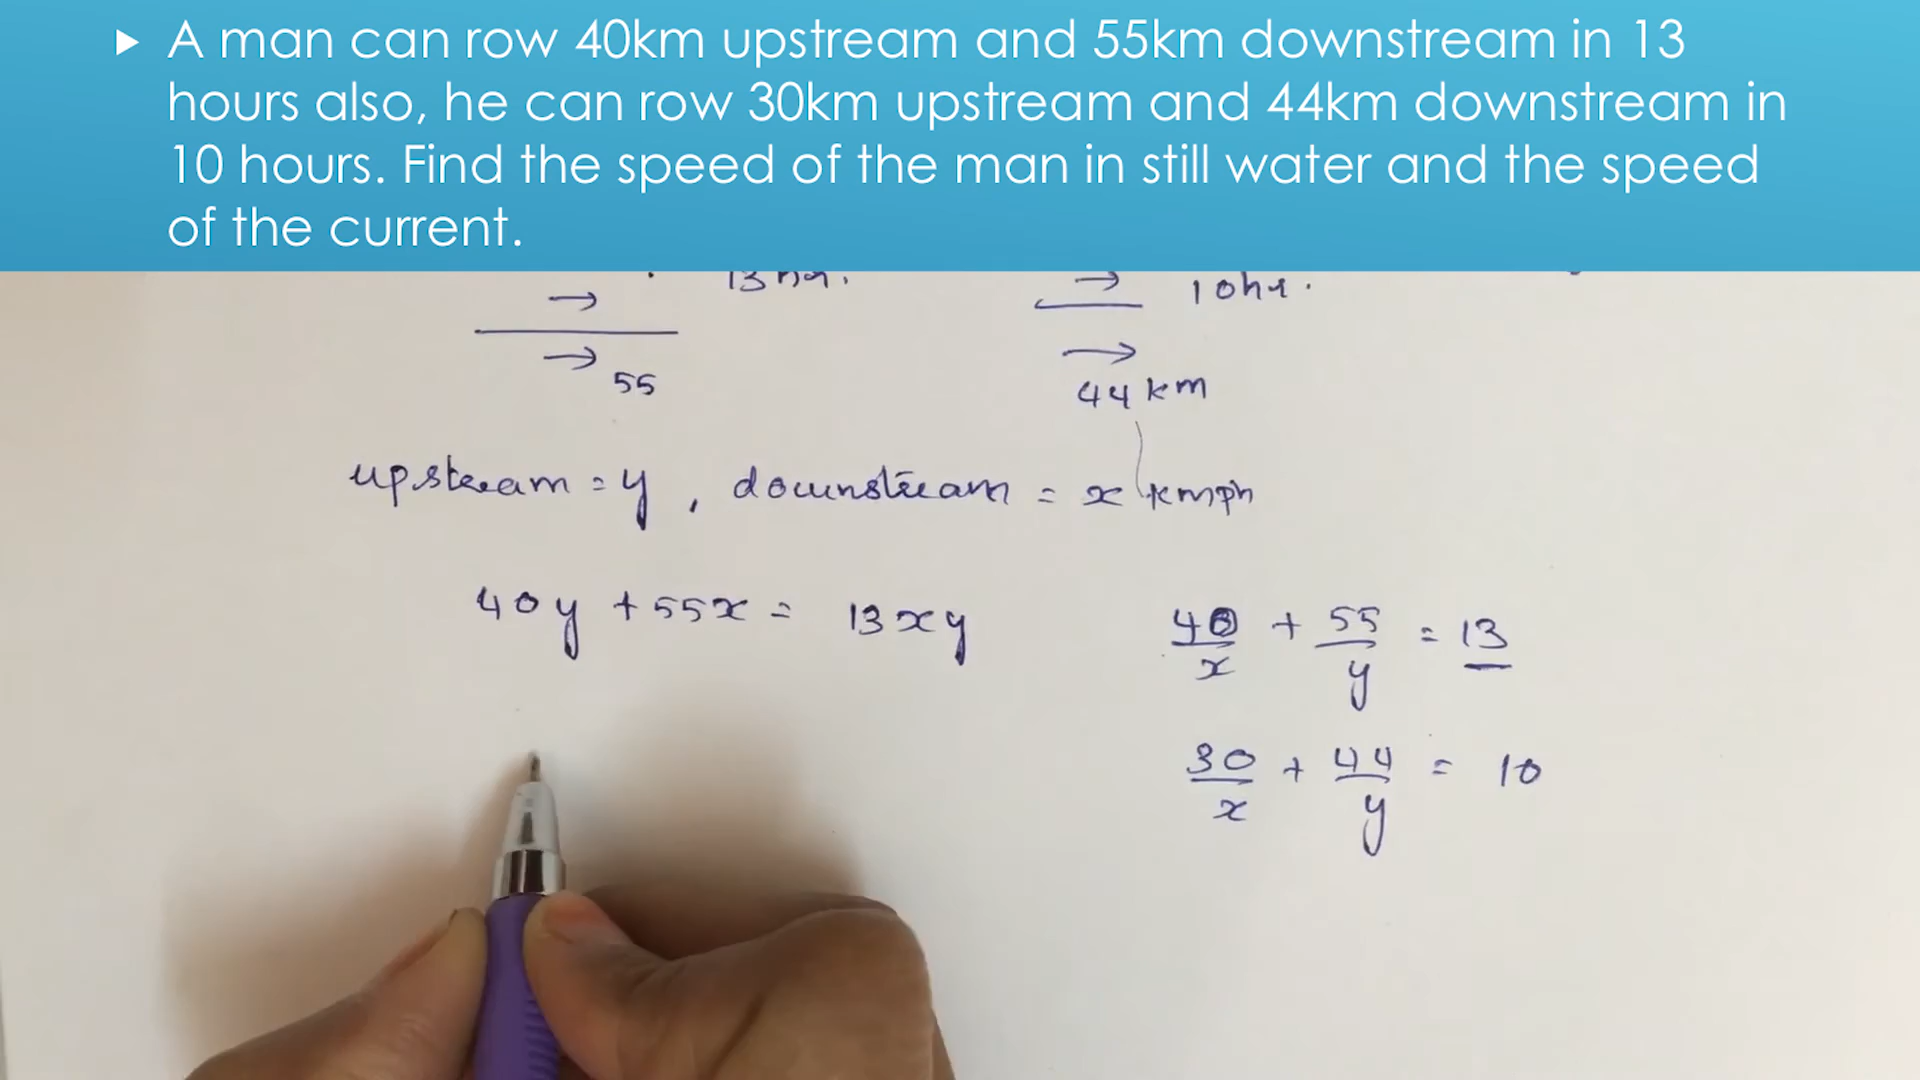 A man can row 40km upstream and 55km downstream in 13
hours also, he can row 30km upstream and 44km downstream in
10 hours. Find the speed of the man in still water and the speed
of the current.
13 hr. 10hr.
55
44 km
upstream = y, downstream = x kmph
40y + 55x = 13xy
40/x + 55/y = 13
30/x + 44/y = 10